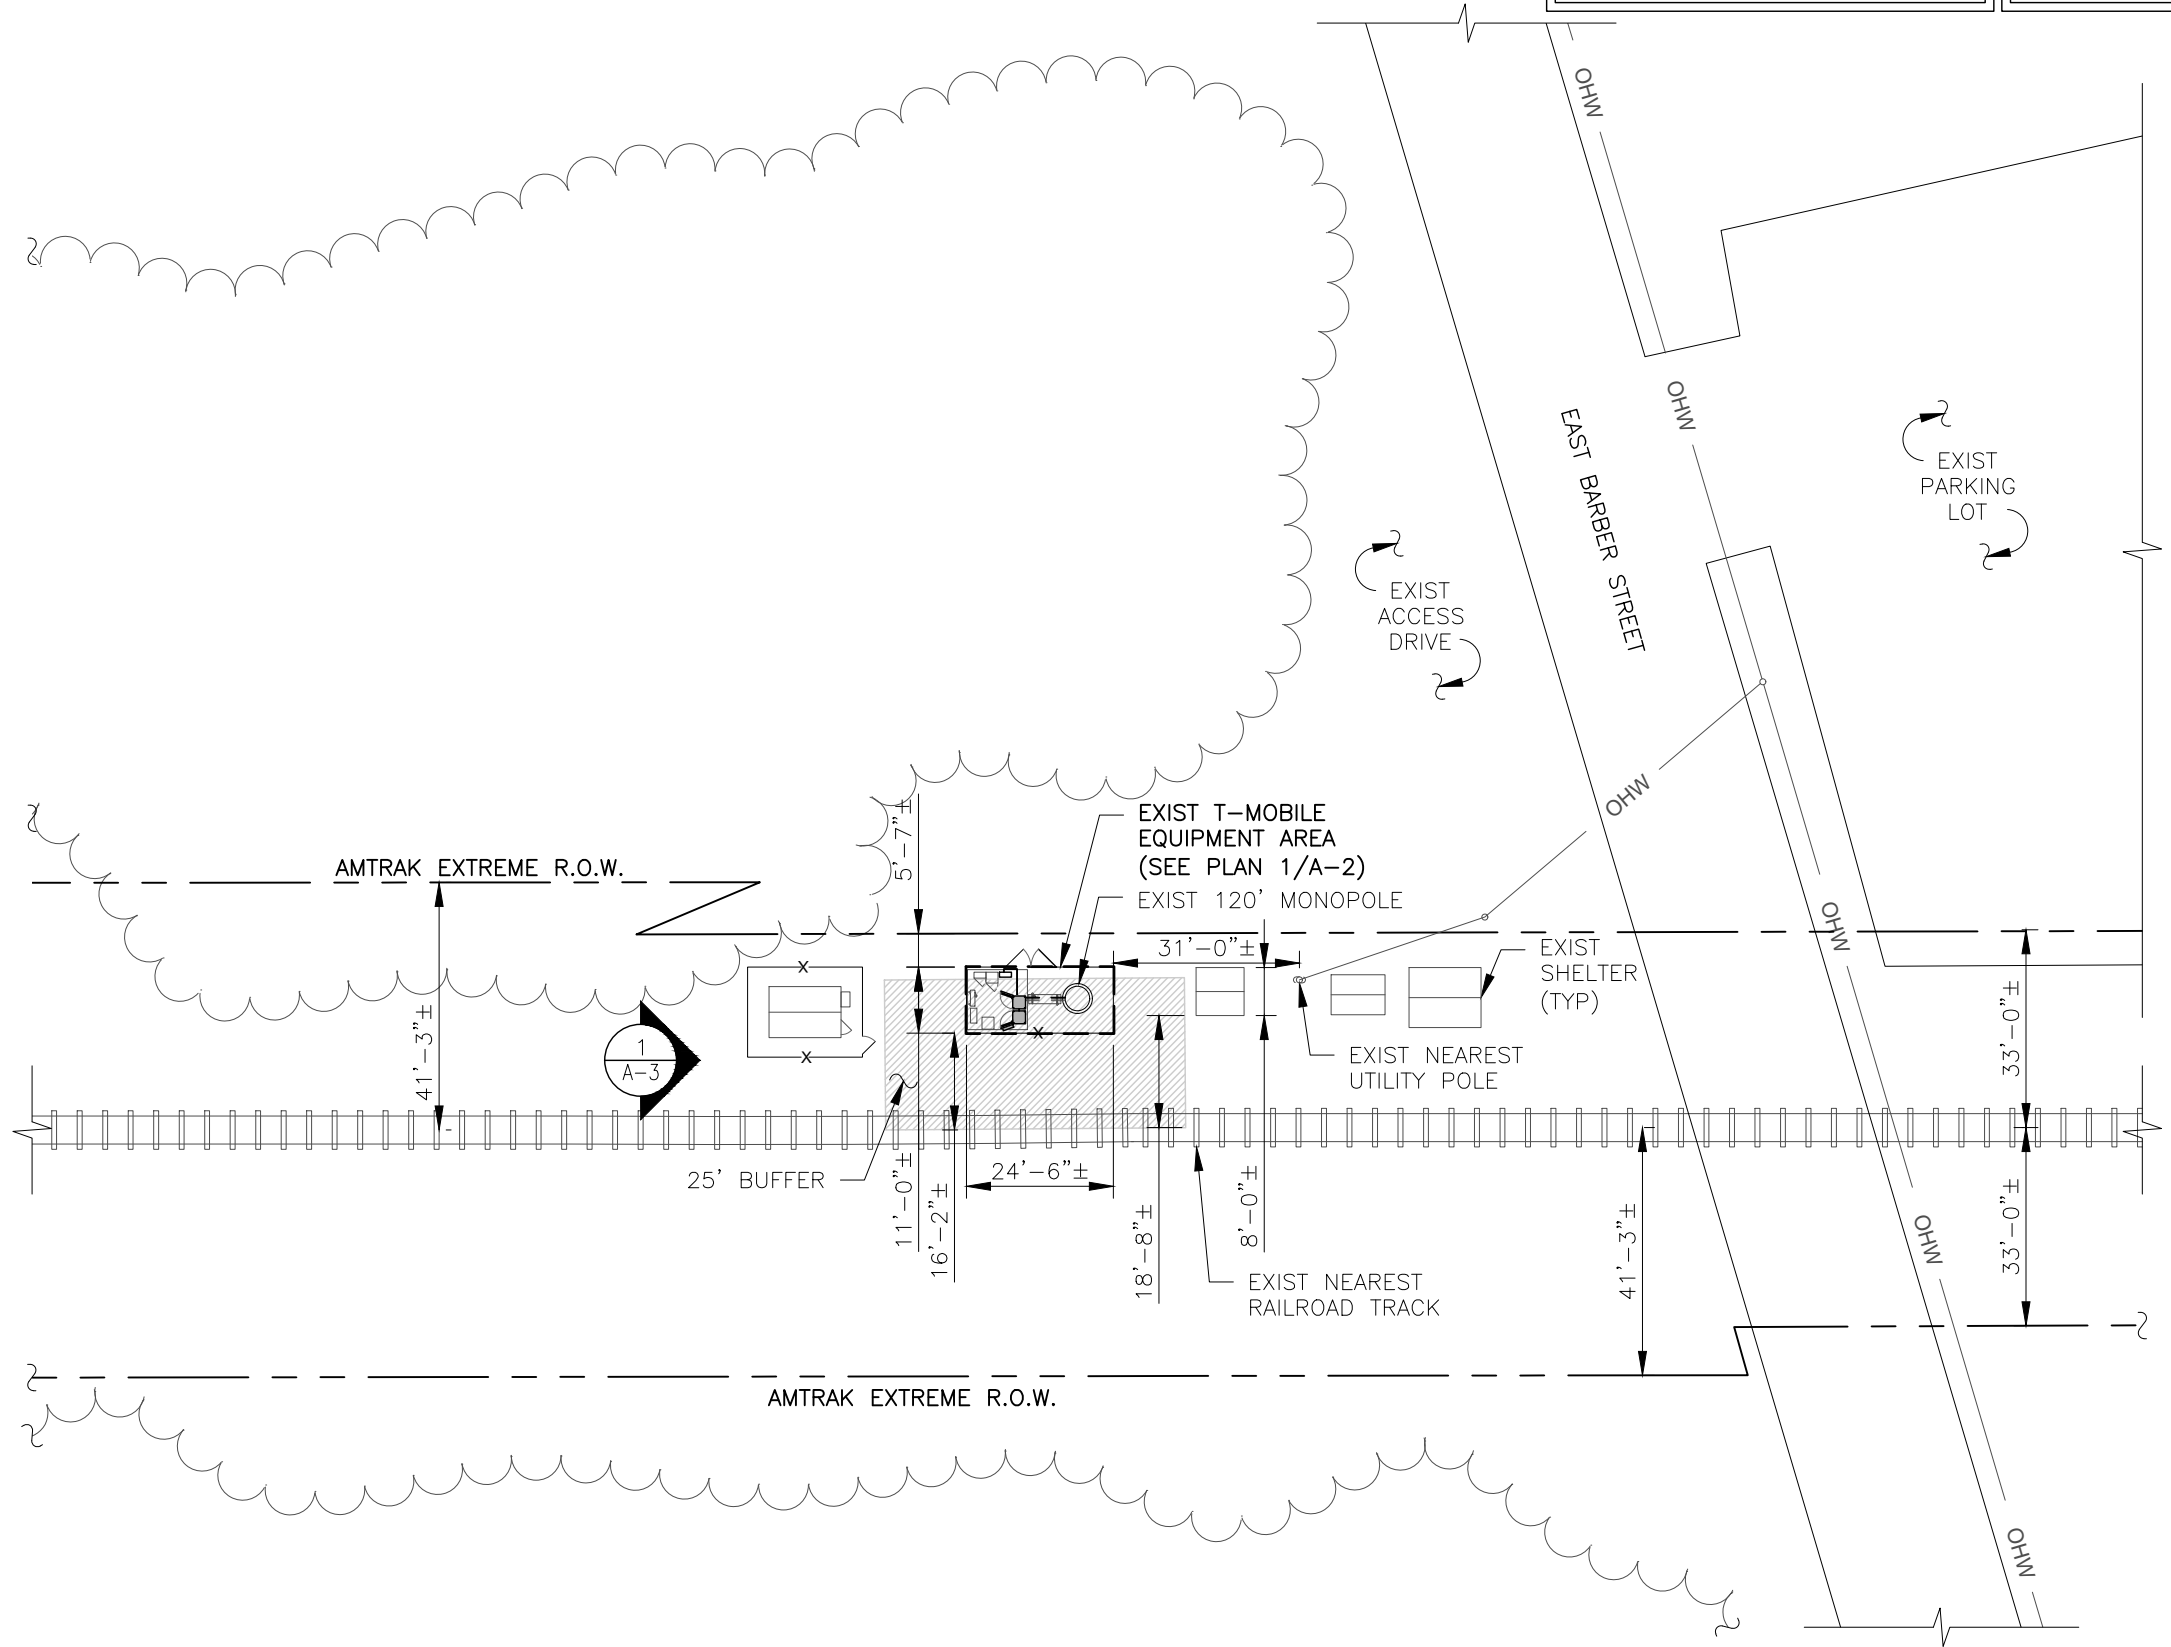 OHW
OHW
EAST BARBER STREET
EXIST
PARKING
LOT
EXIST
ACCESS
DRIVE
OHW
EXIST T-MOBILE
EQUIPMENT AREA
(SEE PLAN 1/A-2)
EXIST 120' MONOPOLE
5'-7"±
AMTRAK EXTREME R.O.W.
OHW
31'-0"±
EXIST
SHELTER
(TYP)
41'-3"±
1
A-3
X
X
X
EXIST NEAREST
UTILITY POLE
33'-0"±
25' BUFFER
11'-0"±
16'-2"±
24'-6"±
18'-8"±
8'-0"±
EXIST NEAREST
RAILROAD TRACK
41'-3"±
33'-0"±
OHW
AMTRAK EXTREME R.O.W.
OHW